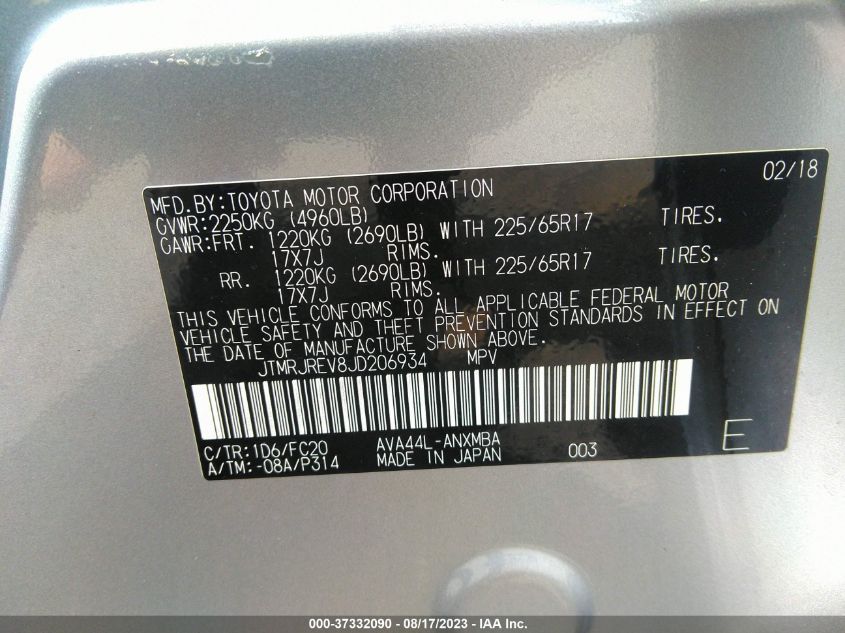 02/18
MFD.BY:TOYOTA MOTOR CORPORATION
GVWR:2250KG (4960LB)
GAWR:FRT. 1220KG (2690LB) WITH 225/65R17 TIRES.
17X7J RIMS.
RR. 1220KG (2690LB) WITH 225/65R17 TIRES.
17X7J RIMS.
THIS VEHICLE CONFORMS TO ALL APPLICABLE FEDERAL MOTOR
VEHICLE SAFETY AND THEFT PREVENTION STANDARDS IN EFFECT ON
THE DATE OF MANUFACTURE SHOWN ABOVE.
JTMRJREV8JD206934 MPV
C/TR:1D6/FC20 AVA44L-ANXMBA
A/TM:-08A/P314 MADE IN JAPAN 003 E
000-37332090 - 08/17/2023 - IAA Inc.